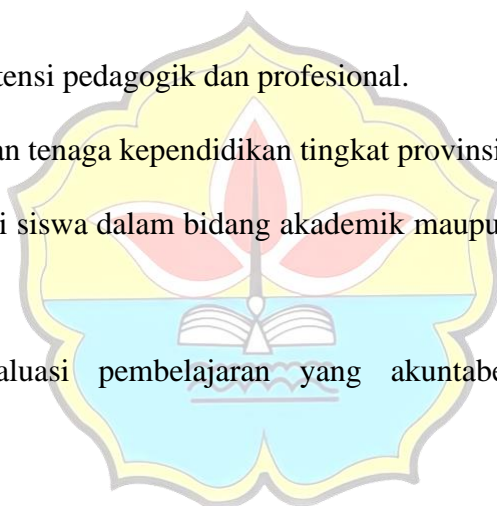 tensi pedagogik dan profesional.
an tenaga kependidikan tingkat provinsi
i siswa dalam bidang akademik maupu
aluasi pembelajaran yang akuntabe